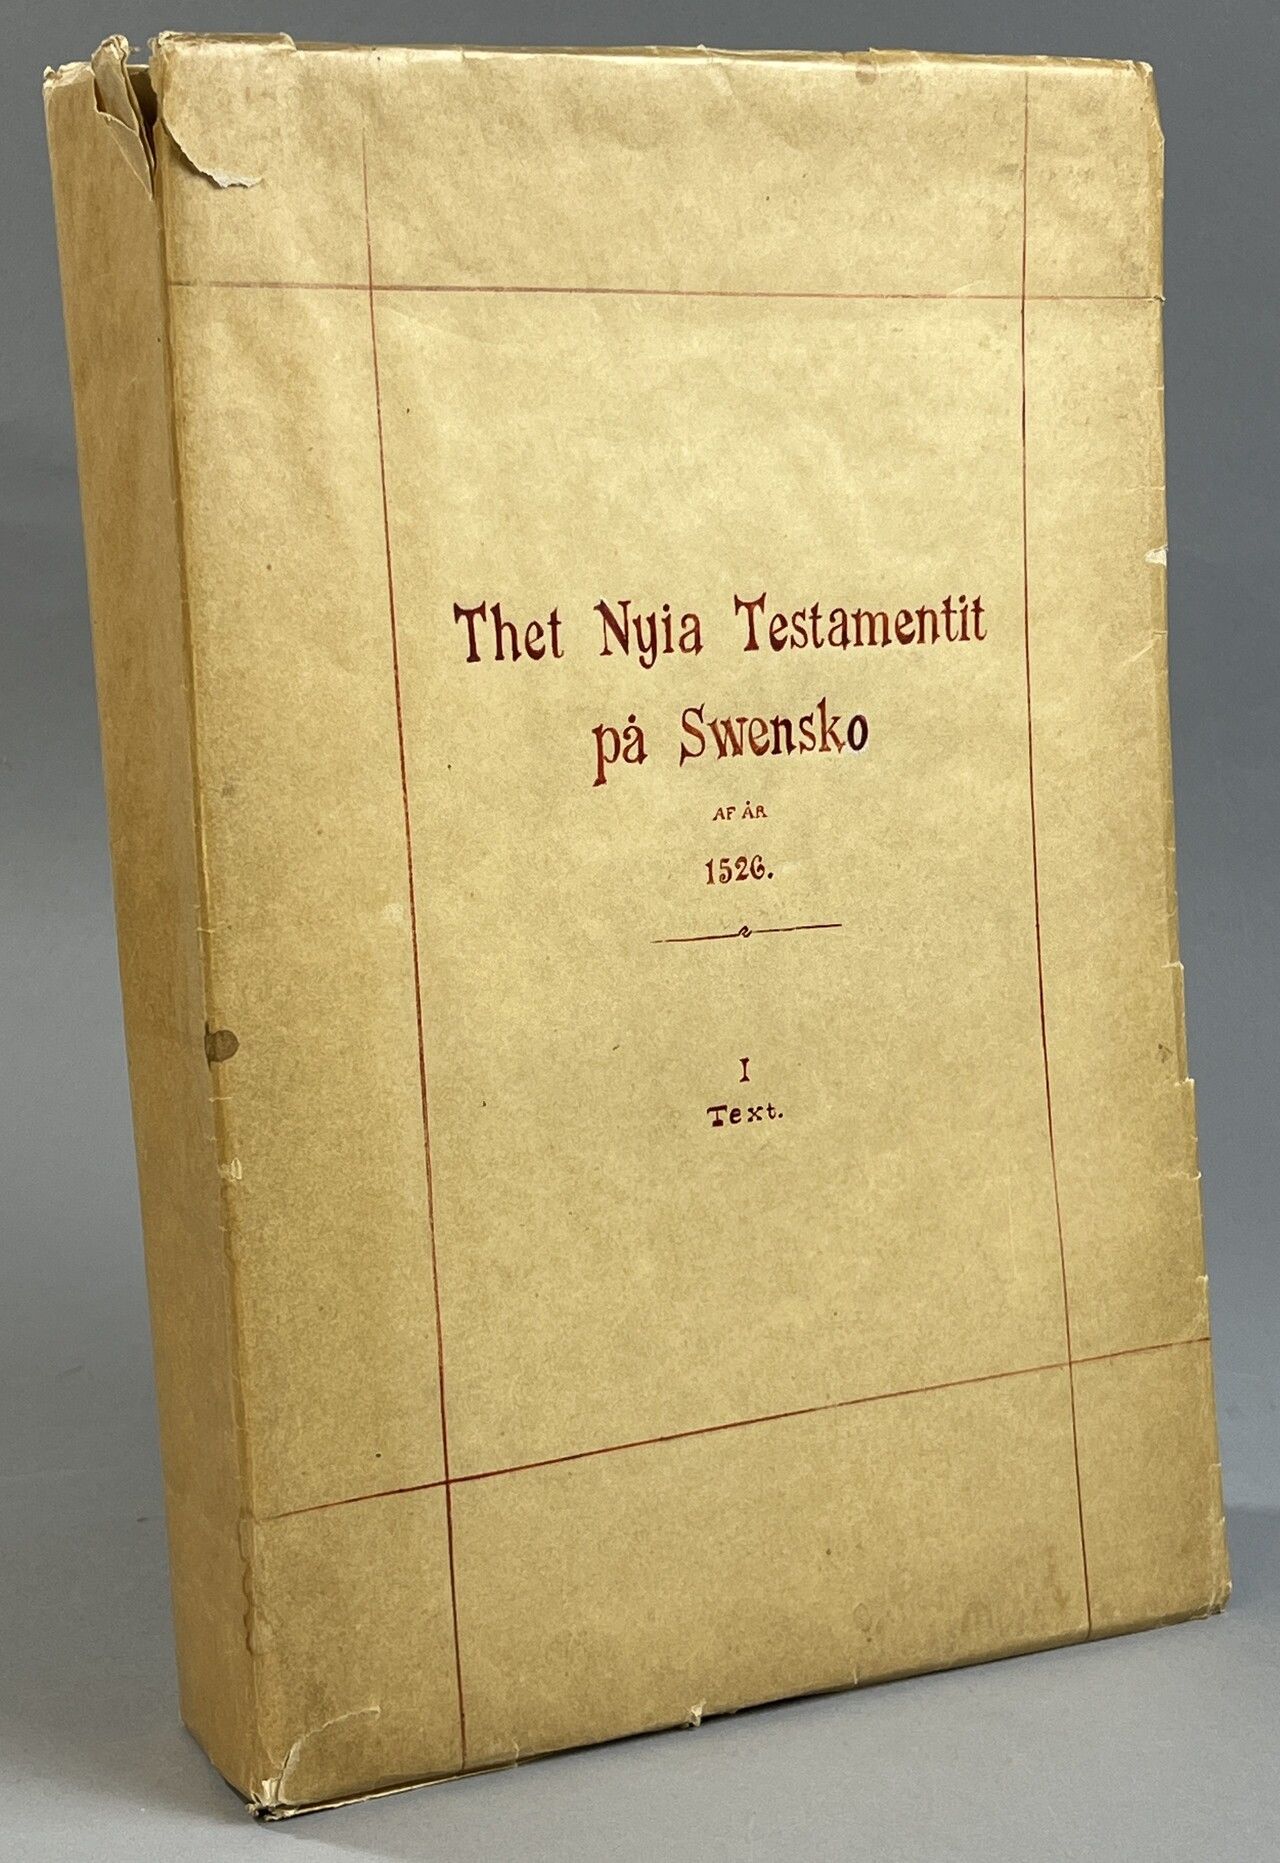 Thet Nyia Testamentit
på Swensko
AF ÅR
1526.
I
Text.